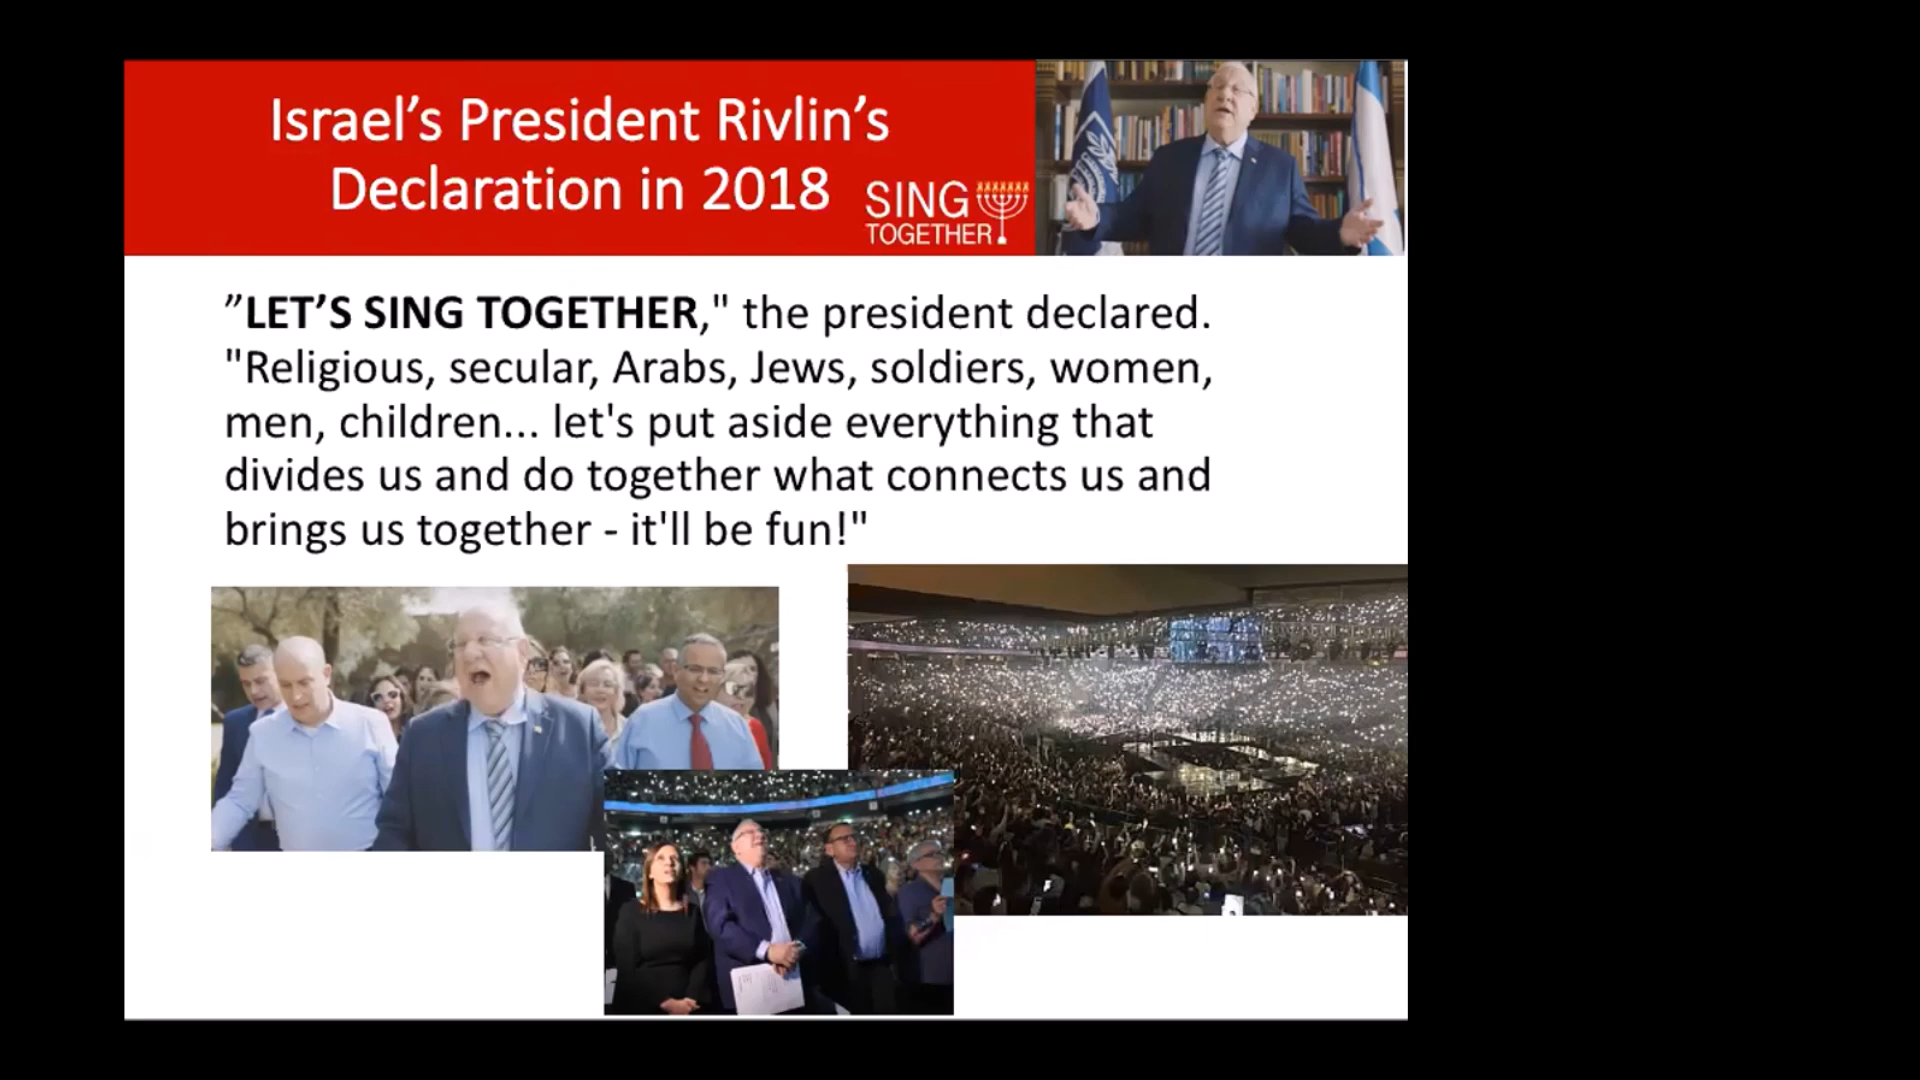 Israel’s President Rivlin’s
Declaration in 2018
SING
TOGETHER
”LET’S SING TOGETHER," the president declared.
"Religious, secular, Arabs, Jews, soldiers, women,
men, children... let's put aside everything that
divides us and do together what connects us and
brings us together - it'll be fun!"